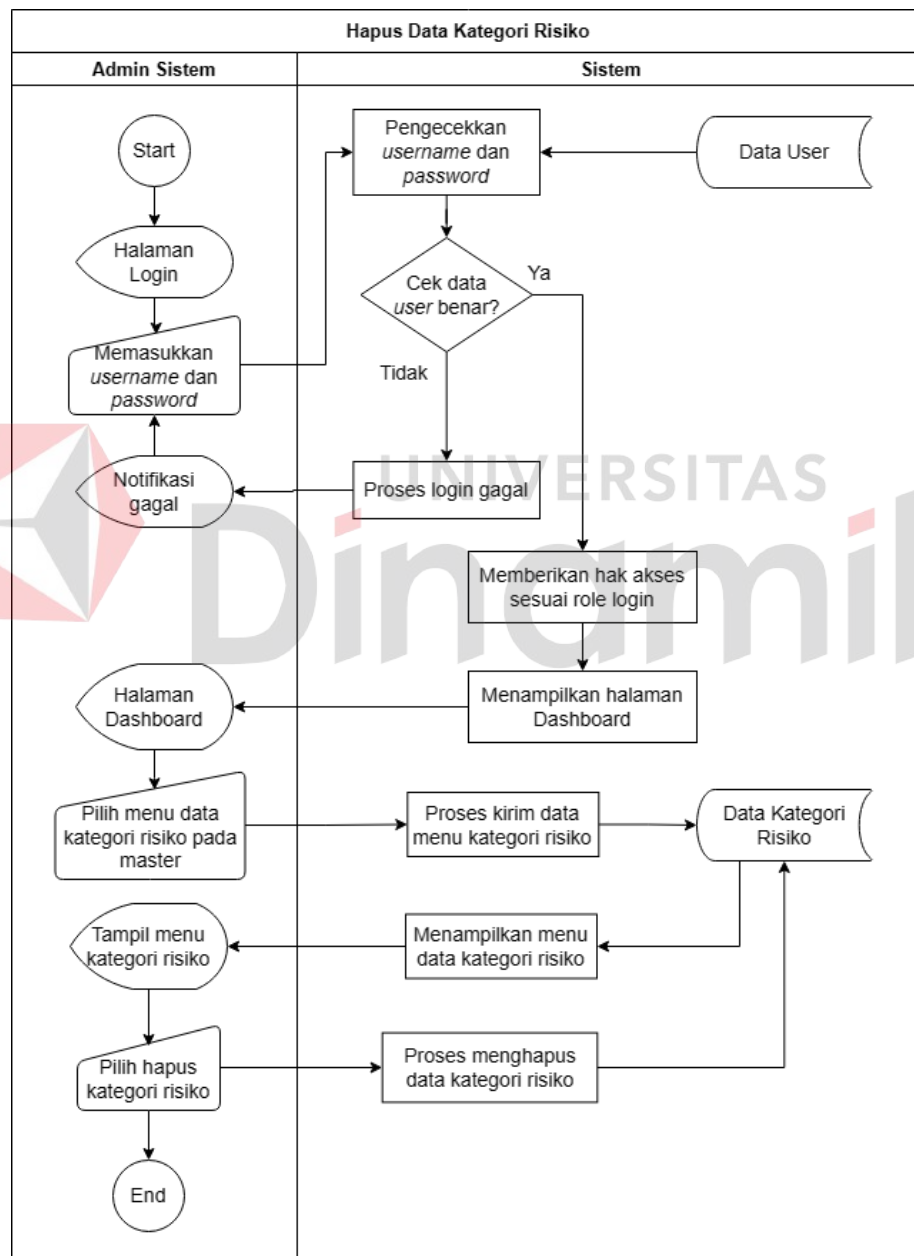 Hapus Data Kategori Risiko
Admin Sistem
Sistem
Start
Pengecekkan
username dan
password
Data User
Halaman
Login
Cek data
user benar?
Ya
Tidak
Memasukkan
username dan
password
Notifikasi
gagal
Proses login gagal
UNIVERSITAS
Dinamik
Memberikan hak akses
sesuai role login
Halaman
Dashboard
Menampilkan halaman
Dashboard
Pilih menu data
kategori risiko pada
master
Proses kirim data
menu kategori risiko
Data Kategori
Risiko
Tampil menu
kategori risiko
Menampilkan menu
data kategori risiko
Pilih hapus
kategori risiko
Proses menghapus
data kategori risiko
End